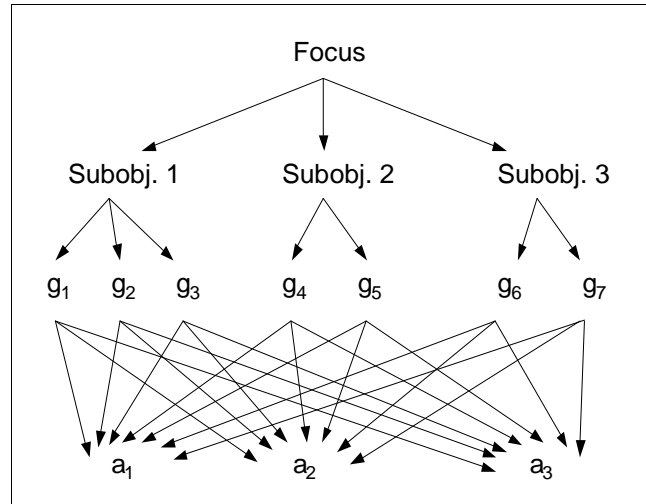 Focus
Subobj. 1 Subobj. 2 Subobj. 3
g₁ g₂ g₃ g₄ g₅ g₆ g₇
a₁ a₂ a₃